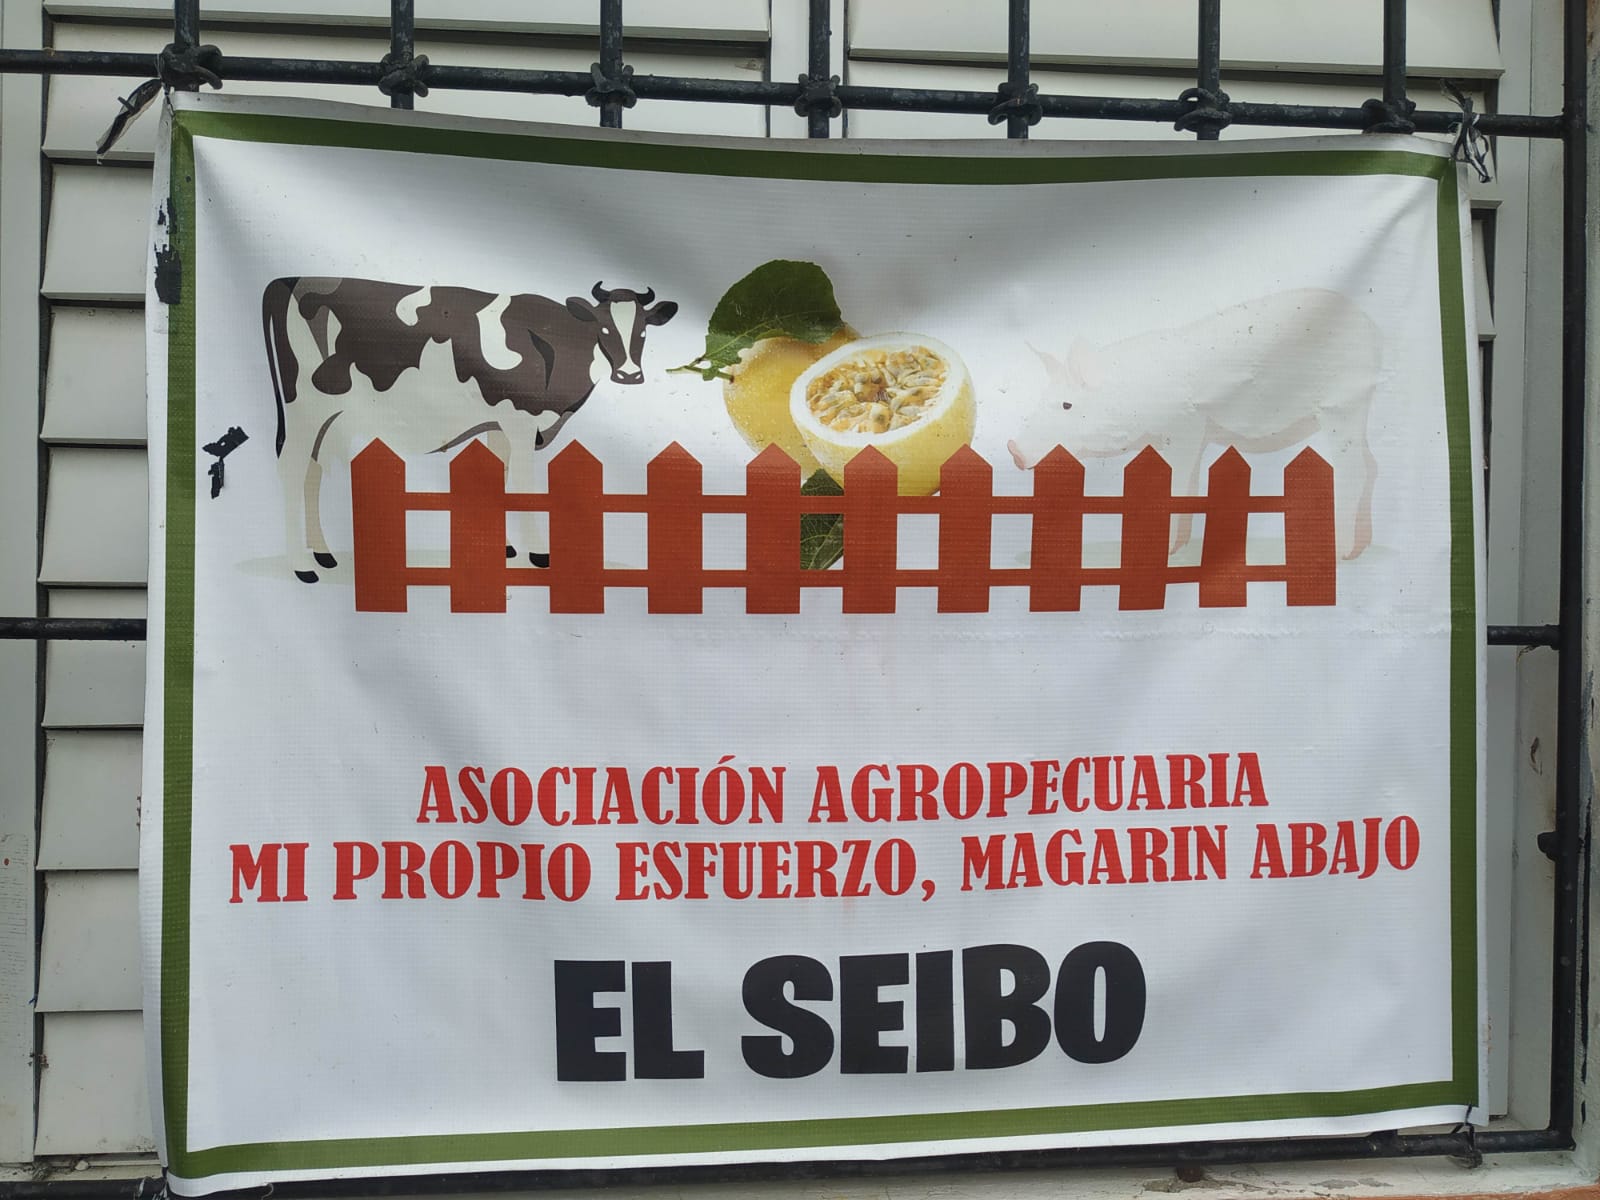 ASOCIACIÓN AGROPECUARIA
MI PROPIO ESFUERZO, MAGARIN ABAJO
EL SEIBO